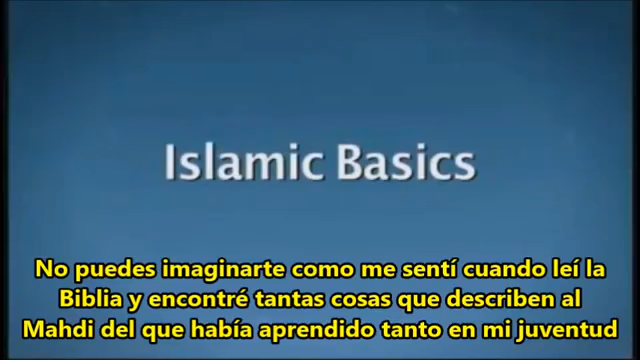 Islamic Basics
No puedes imaginarte como me sentí cuando leí la
Biblia y encontré tantas cosas que describen al
Mahdi del que había aprendido tanto en mi juventud